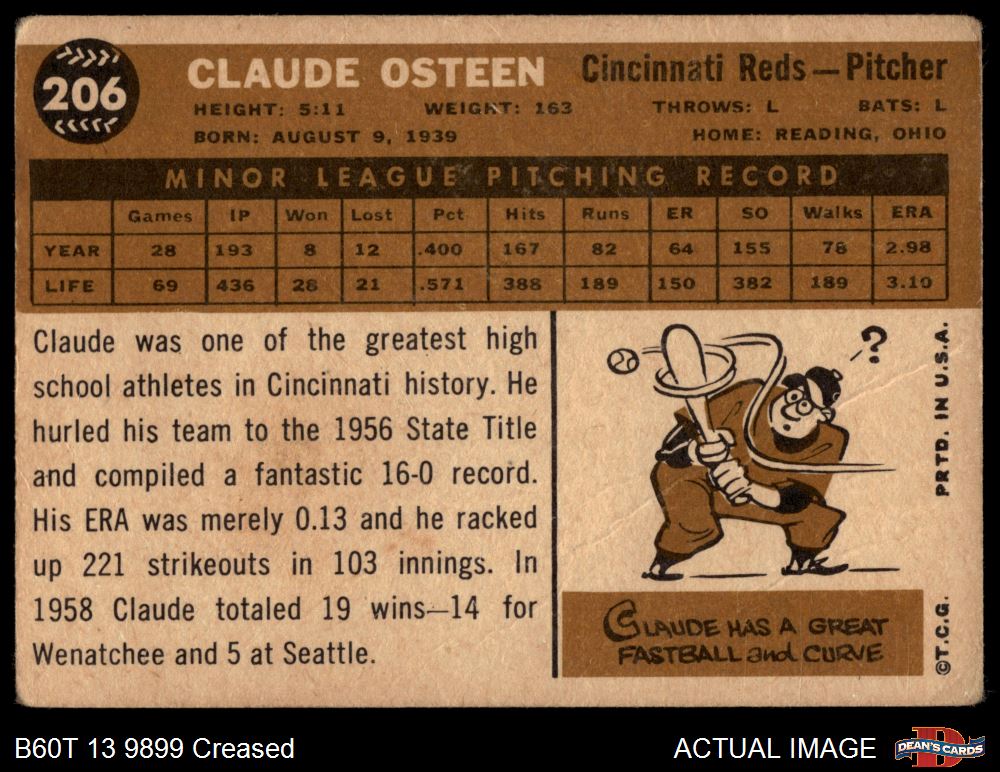 206
CLAUDE OSTEEN Cincinnati Reds—Pitcher
HEIGHT: 5:11 WEIGHT: 163 THROWS: L BATS: L
BORN: AUGUST 9, 1939 HOME: READING, OHIO
MINOR LEAGUE PITCHING RECORD
Games IP Won Lost Pct Hits Runs ER SO Walks ERA
YEAR 28 193 8 12 .400 167 82 64 155 78 2.98
LIFE 69 436 28 21 .571 388 189 150 382 189 3.10
Claude was one of the greatest high
school athletes in Cincinnati history. He
hurled his team to the 1956 State Title
and compiled a fantastic 16-0 record.
His ERA was merely 0.13 and he racked
up 221 strikeouts in 103 innings. In
1958 Claude totaled 19 wins—14 for
Wenatchee and 5 at Seattle.
?
CLAUDE HAS A GREAT
FASTBALL and CURVE
©T.C.G. PRTD. IN U.S.A.
B60T 13 9899 Creased ACTUAL IMAGE
DEAN'S CARDS